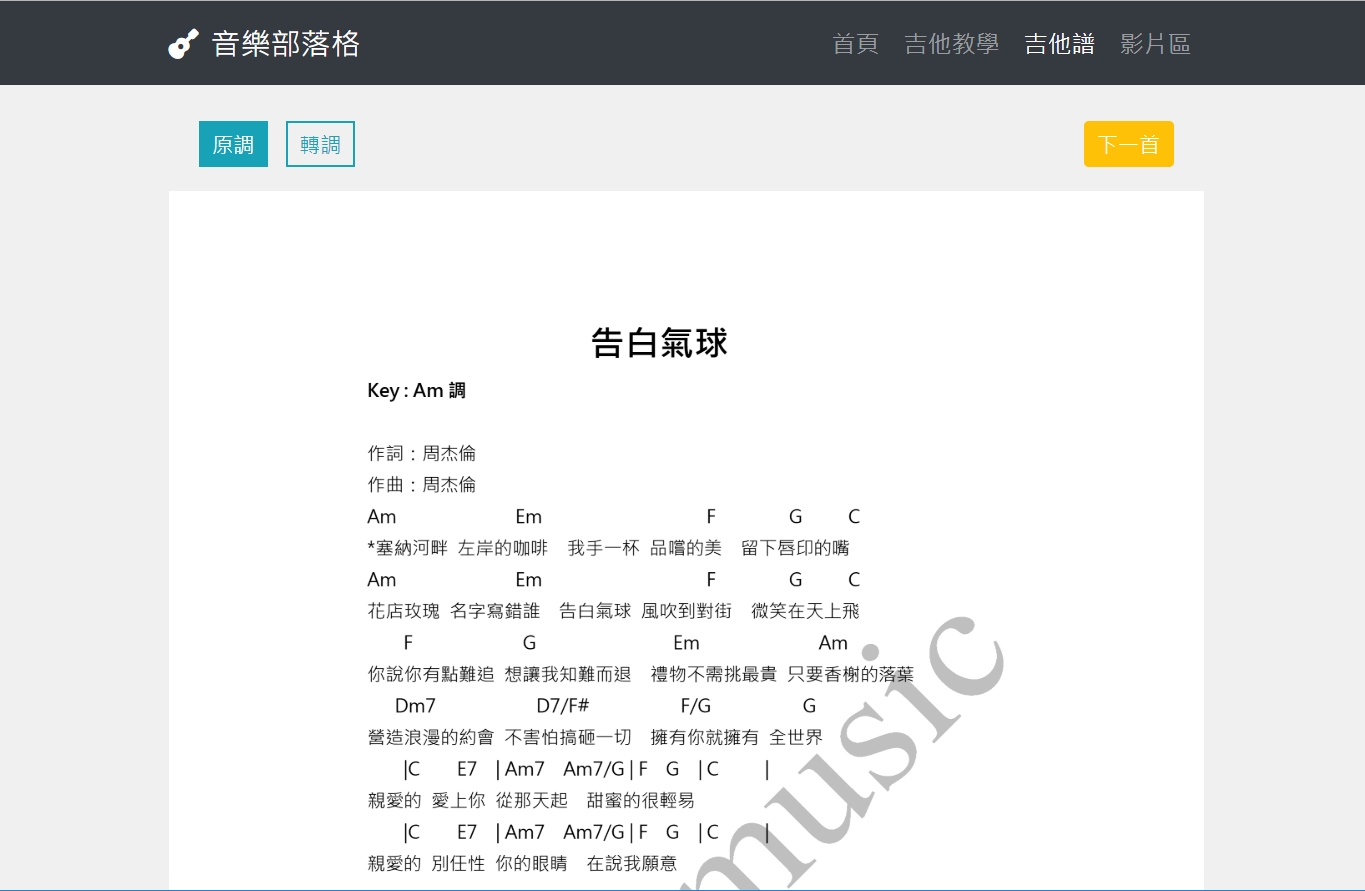 音樂部落格 首頁 吉他教學 吉他譜 影片區
原調 轉調 下一首
告白氣球
Key : Am 調
作詞：周杰倫
作曲：周杰倫
Am Em F G C
*塞納河畔 左岸的咖啡 我手一杯 品嚐的美 留下唇印的嘴
Am Em F G C
花店玫瑰 名字寫錯誰 告白氣球 風吹到對街 微笑在天上飛
F G Em Am
你說你有點難追 想讓我知難而退 禮物不需挑最貴 只要香榭的落葉
Dm7 D7/F# F/G G
營造浪漫的約會 不害怕搞砸一切 擁有你就擁有 全世界
|C E7 | Am7 Am7/G | F G | C |
親愛的 愛上你 從那天起 甜蜜的很輕易
|C E7 | Am7 Am7/G | F G | C |
親愛的 別任性 你的眼睛 在說我願意
music